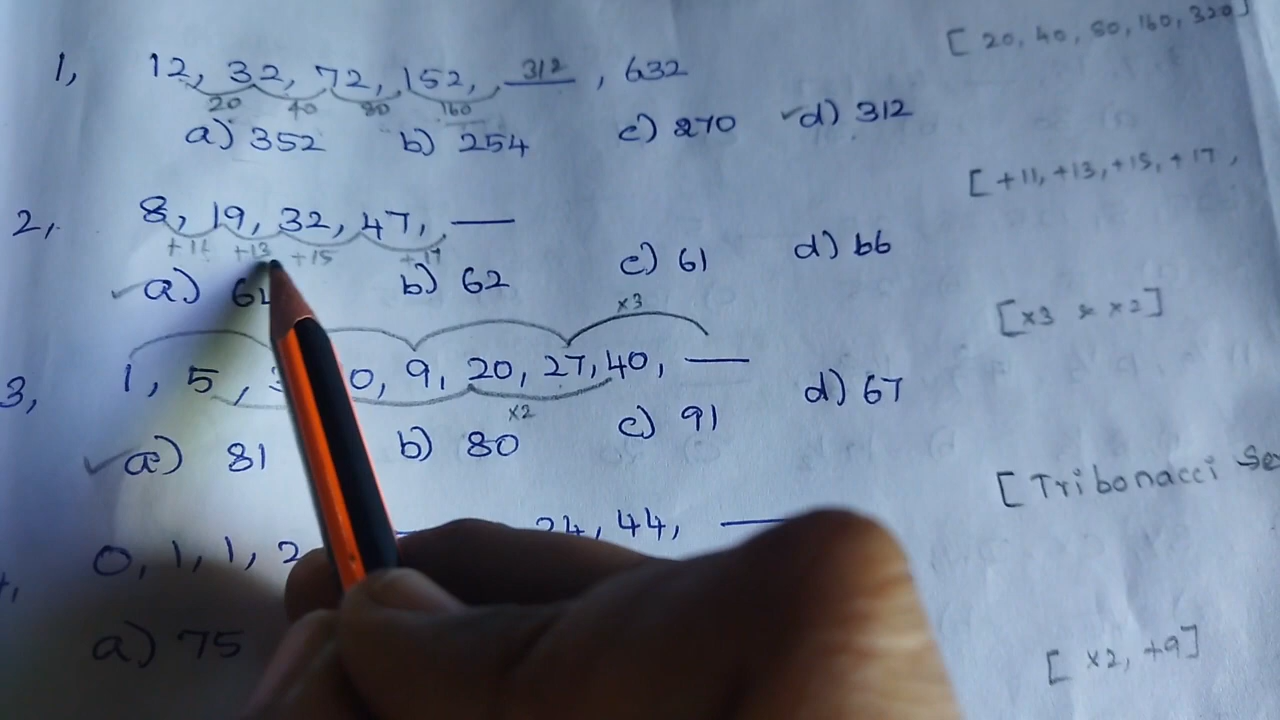 1, 12, 32, 72, 152, 312, 632 [20, 40, 80, 160, 320]
20 40 80 160
a) 352 b) 254 c) 270 ✓d) 312
2, 8, 19, 32, 47, — [+11, +13, +15, +17,
+11 +13 +15 +17
✓a) b) 62 c) 61 d) 66
×3 [×3 & ×2]
3, 1, 5, 9, 20, 27, 40, —
×2
✓a) 81 b) 80 c) 91 d) 67
[Tribonacci
0, 1, 1, 2 24, 44, —
a) 75 [×2, +9]